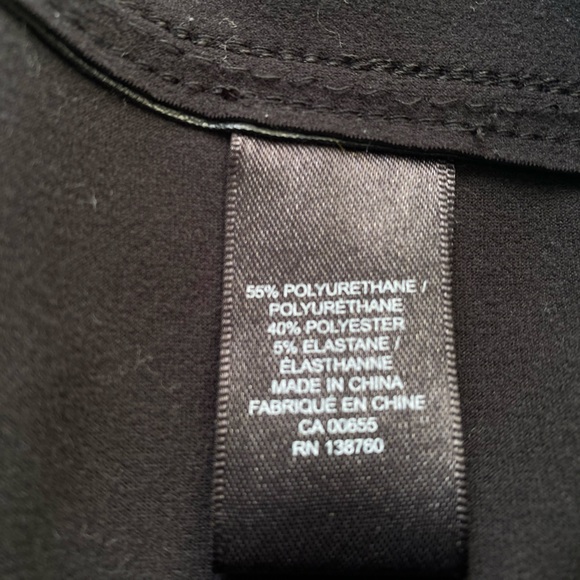 55% POLYURETHANE /
POLYURÉTHANE
40% POLYESTER
5% ELASTANE /
ÉLASTHANNE
MADE IN CHINA
FABRIQUÉ EN CHINE
CA 00655
RN 138760